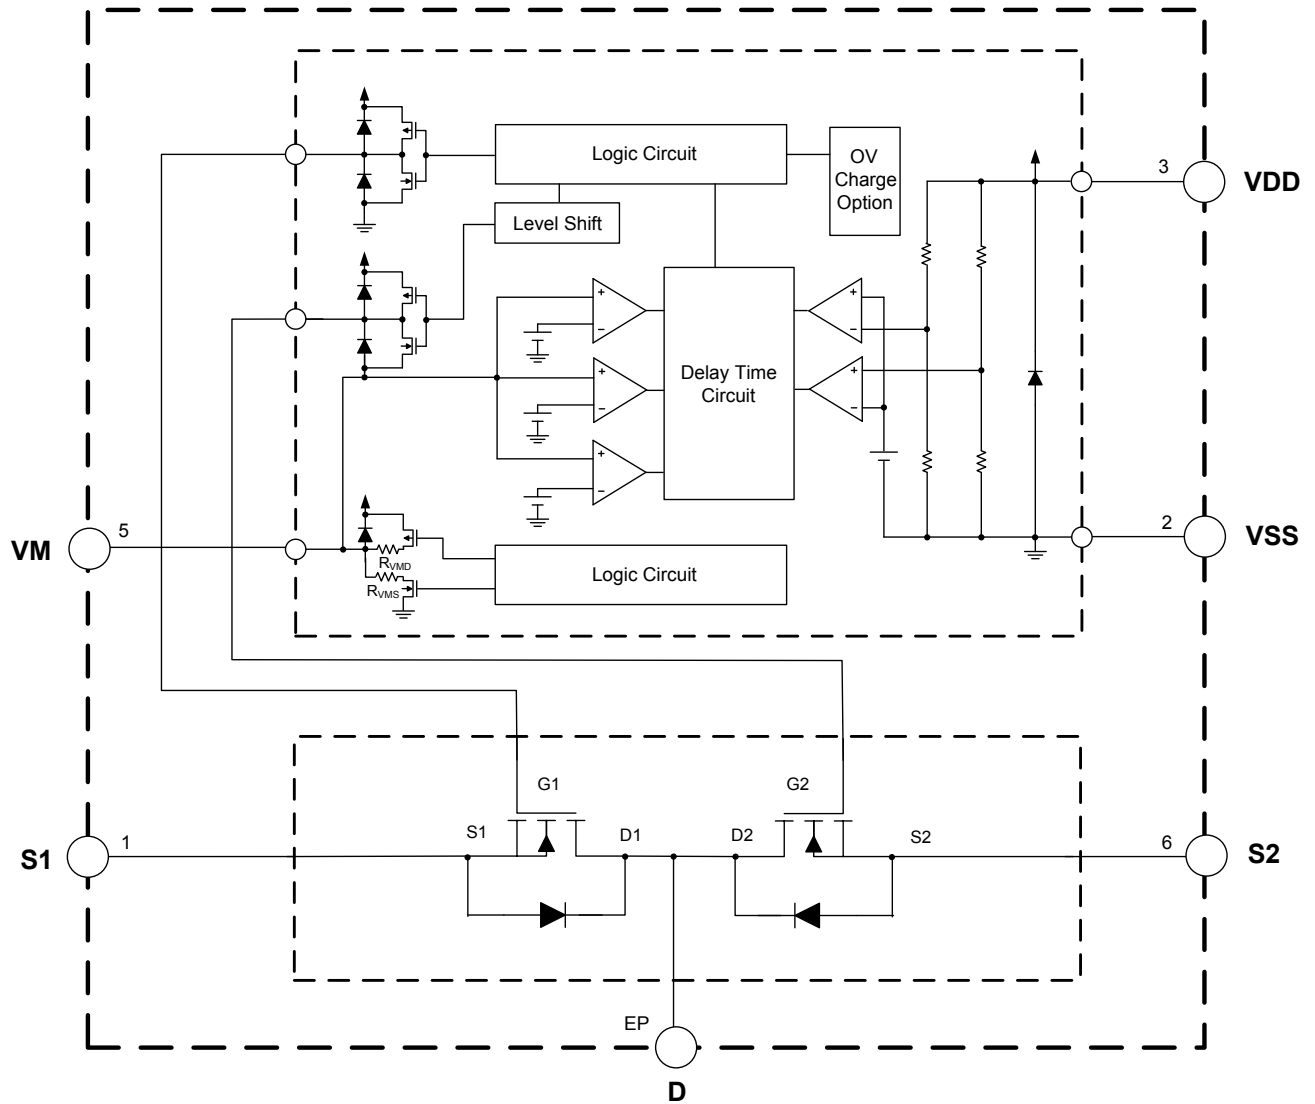 Logic Circuit
OV
Charge
Option
3
VDD
Level Shift
+
−
+
−
Delay Time
Circuit
+
−
+
−
+
−
5
VM
2
VSS
RVMD
RVMS
Logic Circuit
G1
G2
S1
D1
D2
S2
1
S1
6
S2
EP
D